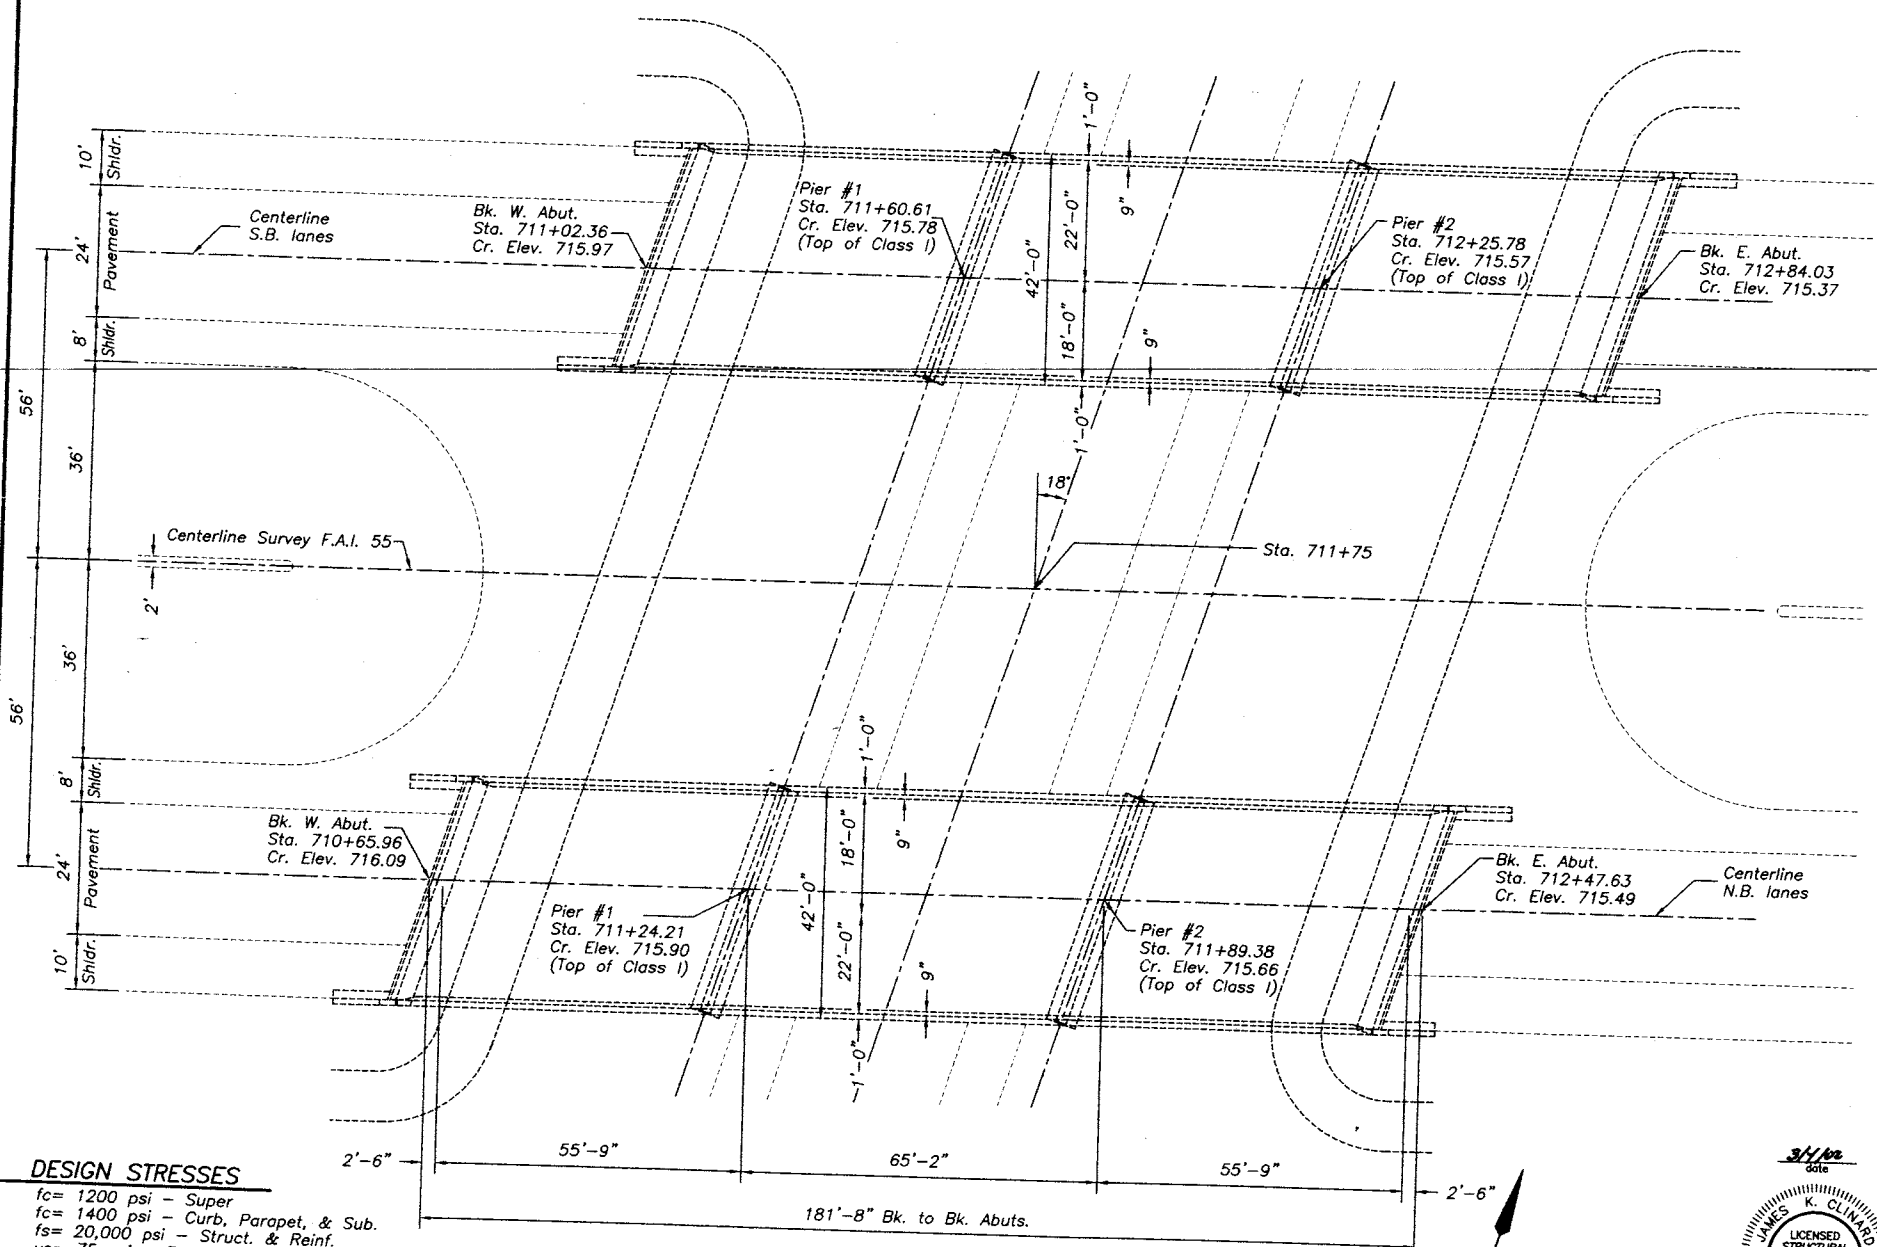 10'
Shldr.
24'
Pavement
8'
Shldr.
56'
36'
2'
36'
56'
8'
Shldr.
24'
Pavement
10'
Shldr.
Centerline
S.B. lanes
Bk. W. Abut.
Sta. 711+02.36
Cr. Elev. 715.97
Pier #1
Sta. 711+60.61
Cr. Elev. 715.78
(Top of Class I)
1'-0"
22'-0"
9"
42'-0"
18'-0"
9"
1'-0"
Pier #2
Sta. 712+25.78
Cr. Elev. 715.57
(Top of Class I)
Bk. E. Abut.
Sta. 712+84.03
Cr. Elev. 715.37
Centerline Survey F.A.I. 55
18°
Sta. 711+75
Bk. W. Abut.
Sta. 710+65.96
Cr. Elev. 716.09
Pier #1
Sta. 711+24.21
Cr. Elev. 715.90
(Top of Class I)
1'-0"
18'-0"
9"
42'-0"
22'-0"
9"
1'-0"
Pier #2
Sta. 711+89.38
Cr. Elev. 715.66
(Top of Class I)
Bk. E. Abut.
Sta. 712+47.63
Cr. Elev. 715.49
Centerline
N.B. lanes
2'-6"
55'-9"
65'-2"
55'-9"
2'-6"
181'-8" Bk. to Bk. Abuts.
DESIGN STRESSES
fc= 1200 psi - Super
fc= 1400 psi - Curb, Parapet, & Sub.
fs= 20,000 psi - Struct. & Reinf.
3/4/02
date
JAMES K. CLINARD
LICENSED
STRUCTURAL